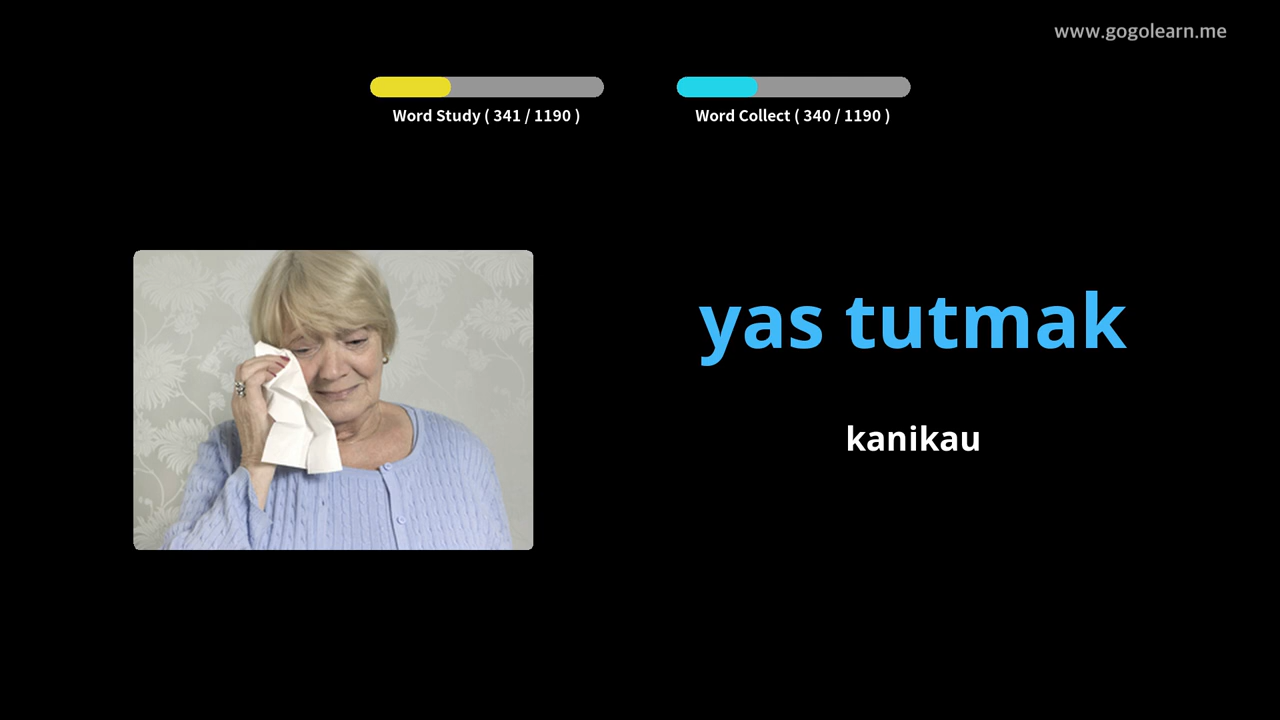 www.gogolearn.me
Word Study ( 341 / 1190 )
Word Collect ( 340 / 1190 )
yas tutmak
kanikau